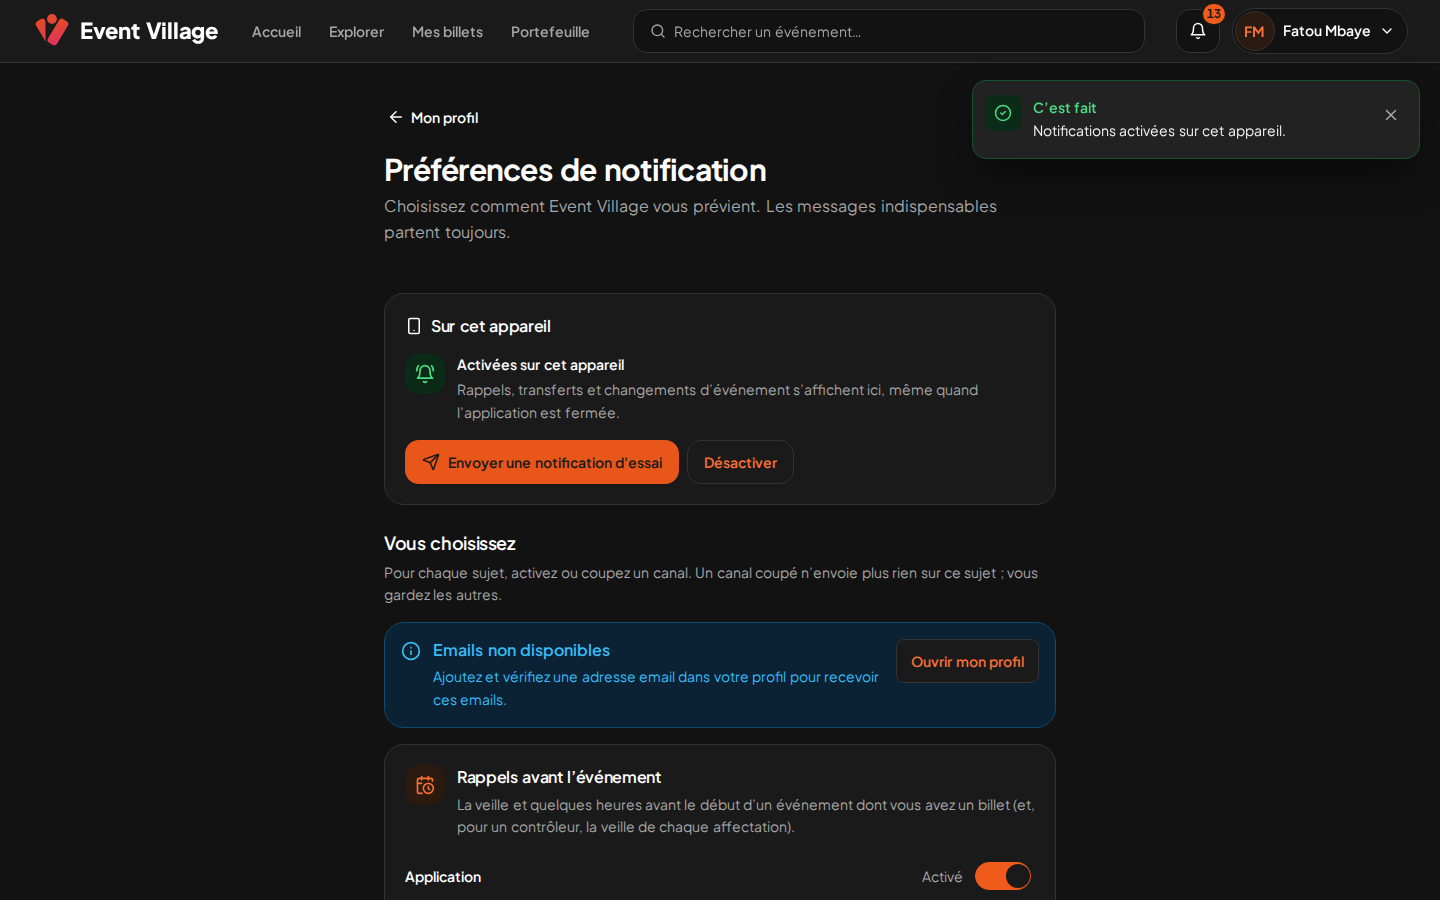 Event Village
Accueil
Explorer
Mes billets
Portefeuille
Rechercher un événement…
13
FM
Fatou Mbaye
C’est fait
Notifications activées sur cet appareil.
Mon profil
Préférences de notification
Choisissez comment Event Village vous prévient. Les messages indispensables
partent toujours.
Sur cet appareil
Activées sur cet appareil
Rappels, transferts et changements d’événement s’affichent ici, même quand
l’application est fermée.
Envoyer une notification d'essai
Désactiver
Vous choisissez
Pour chaque sujet, activez ou coupez un canal. Un canal coupé n’envoie plus rien sur ce sujet ; vous
gardez les autres.
Emails non disponibles
Ajoutez et vérifiez une adresse email dans votre profil pour recevoir
ces emails.
Ouvrir mon profil
Rappels avant l’événement
La veille et quelques heures avant le début d’un événement dont vous avez un billet (et,
pour un contrôleur, la veille de chaque affectation).
Application
Activé